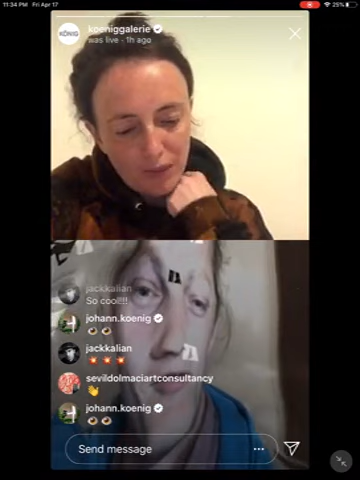 11:34 PM Fri Apr 17
25%
KÖNIG
koeniggalerie
was live · 1h ago
jackkalian
So cool!!!
johann.koenig
jackkalian
sevildolmaciartconsultancy
johann.koenig
Send message